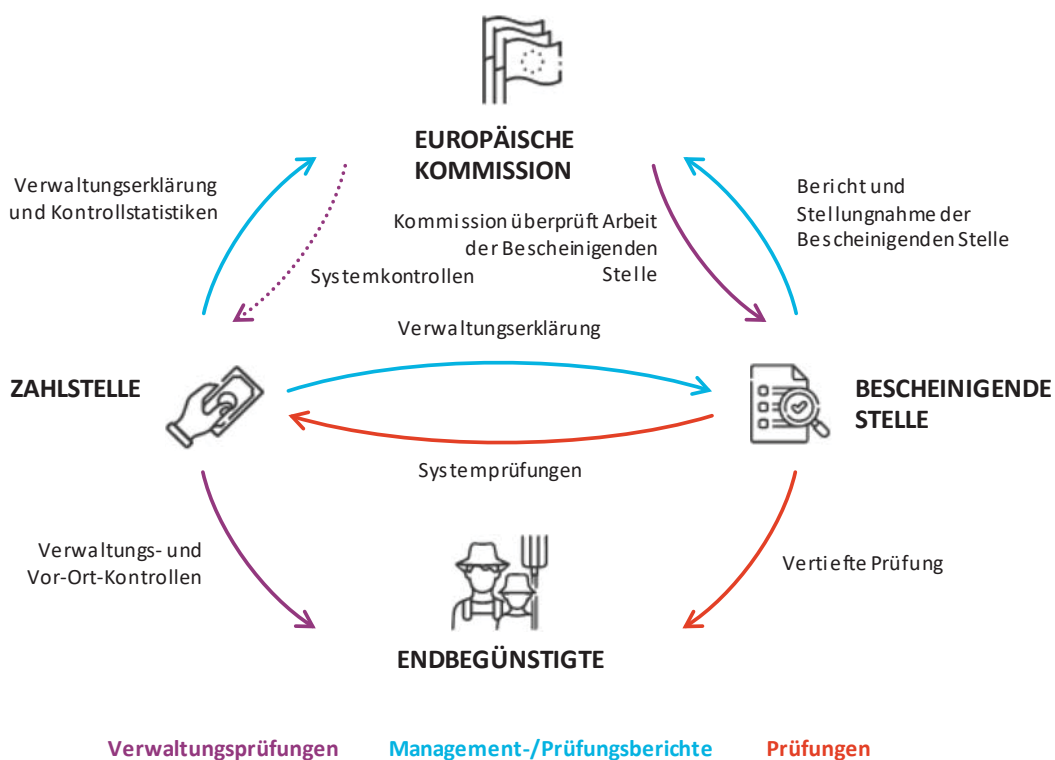 EUROPÄISCHE
KOMMISSION
Verwaltungserklärung
und Kontrollstatistiken
Bericht und
Stellungnahme der
Bescheinigenden Stelle
Kommission überprüft Arbeit
der Bescheinigenden
Stelle
Systemkontrollen
Verwaltungserklärung
ZAHLSTELLE
BESCHEINIGENDE
STELLE
Systemprüfungen
Verwaltungs- und
Vor-Ort-Kontrollen
Vertiefte Prüfung
ENDBEGÜNSTIGTE
Verwaltungsprüfungen Management-/Prüfungsberichte Prüfungen